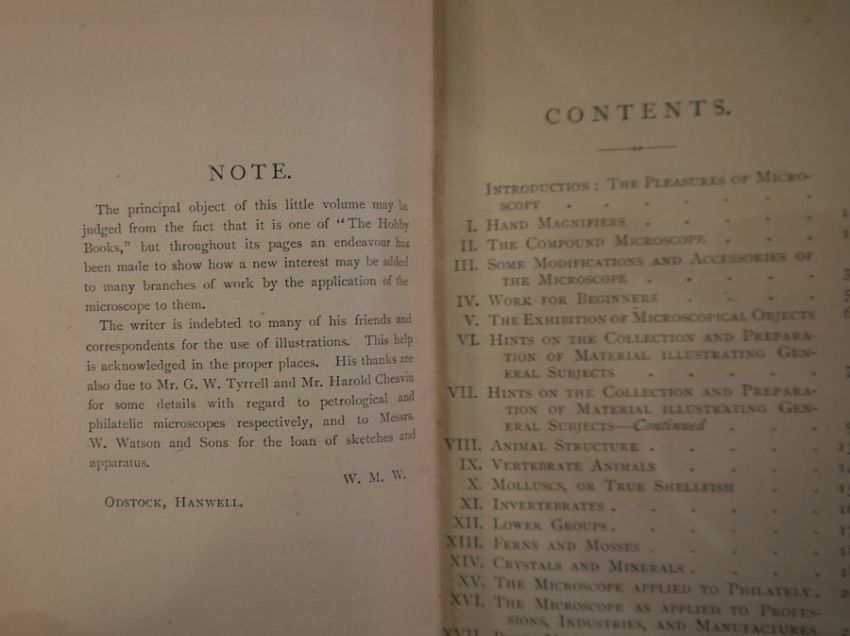 NOTE.
The principal object of this little volume may be
judged from the fact that it is one of "The Hobby
Books," but throughout its pages an endeavour has
been made to show how a new interest may be added
to many branches of work by the application of the
microscope to them.
The writer is indebted to many of his friends and
correspondents for the use of illustrations. This help
is acknowledged in the proper places. His thanks are
also due to Mr. G. W. Tyrrell and Mr. Harold Cheavin
for some details with regard to petrological and
philatelic microscopes respectively, and to Messrs.
W. Watson and Sons for the loan of sketches and
apparatus.
W. M. W.
ODSTOCK, HANWELL.
CONTENTS.
INTRODUCTION: THE PLEASURES OF MICRO-
SCOPY . . . . . .
I. HAND MAGNIFIERS . . . . .
II. THE COMPOUND MICROSCOPE . . .
III. SOME MODIFICATIONS AND ACCESSORIES OF
THE MICROSCOPE . . . . .
IV. WORK FOR BEGINNERS . . . .
V. THE EXHIBITION OF MICROSCOPICAL OBJECTS
VI. HINTS ON THE COLLECTION AND PREPARA-
TION OF MATERIAL ILLUSTRATING GEN-
ERAL SUBJECTS . . . . .
VII. HINTS ON THE COLLECTION AND PREPARA-
TION OF MATERIAL ILLUSTRATING GEN-
ERAL SUBJECTS—Continued . . .
VIII. ANIMAL STRUCTURE . . . . .
IX. VERTEBRATE ANIMALS . . . .
X. MOLLUSCS, OR TRUE SHELLFISH . .
XI. INVERTEBRATES . . . . .
XII. LOWER GROUPS . . . . .
XIII. FERNS AND MOSSES . . . . .
XIV. CRYSTALS AND MINERALS . . . .
XV. THE MICROSCOPE APPLIED TO PHILATELY .
XVI. THE MICROSCOPE AS APPLIED TO PROFES-
SIONS, INDUSTRIES, AND MANUFACTURES
XVII.